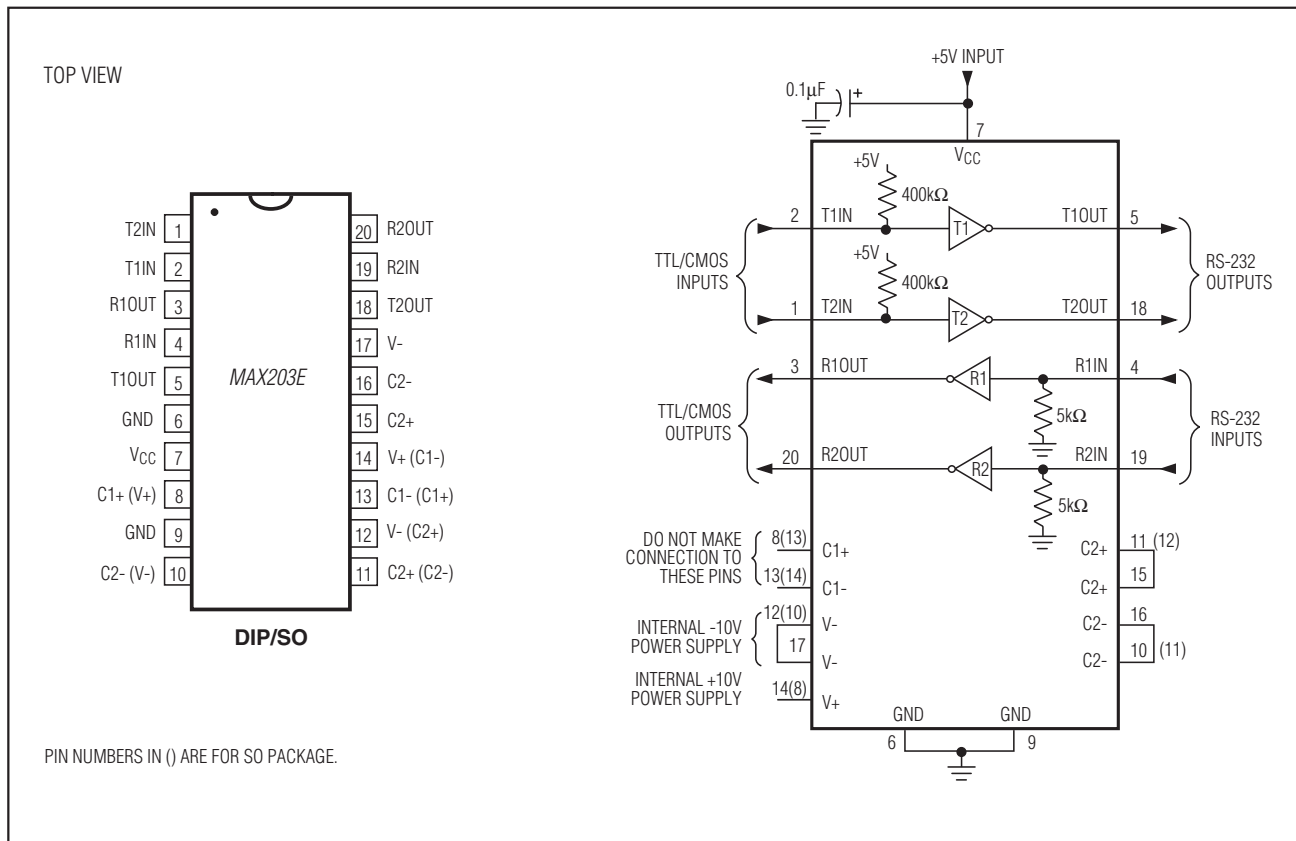 TOP VIEW
T2IN 1
T1IN 2
R1OUT 3
R1IN 4
T1OUT 5
GND 6
VCC 7
C1+ (V+) 8
GND 9
C2- (V-) 10
20 R2OUT
19 R2IN
18 T2OUT
17 V-
16 C2-
15 C2+
14 V+ (C1-)
13 C1- (C1+)
12 V- (C2+)
11 C2+ (C2-)
MAX203E
DIP/SO
PIN NUMBERS IN () ARE FOR SO PACKAGE.
+5V INPUT
0.1μF
+
7
VCC
+5V
400kΩ
2 T1IN T1 T1OUT 5
TTL/CMOS
INPUTS
RS-232
OUTPUTS
+5V
400kΩ
1 T2IN T2 T2OUT 18
3 R1OUT R1 R1IN 4
5kΩ
TTL/CMOS
OUTPUTS
RS-232
INPUTS
20 R2OUT R2 R2IN 19
5kΩ
DO NOT MAKE
CONNECTION TO
THESE PINS
8(13) C1+
13(14) C1-
INTERNAL -10V
POWER SUPPLY
12(10) V-
17 V-
INTERNAL +10V
POWER SUPPLY
14(8) V+
C2+ 11 (12)
C2+ 15
C2- 16
C2- 10 (11)
GND GND
6 9